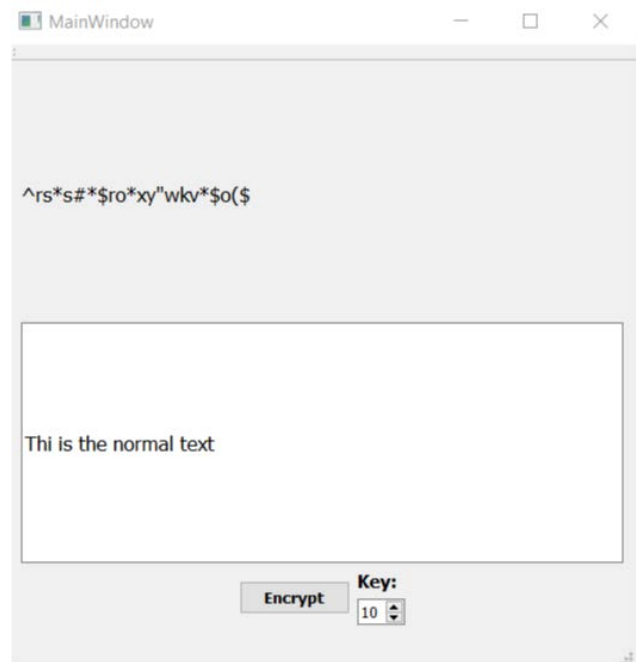 MainWindow
^rs*s#*$ro*xy"wkv*$o($
Thi is the normal text
Key:
Encrypt
10